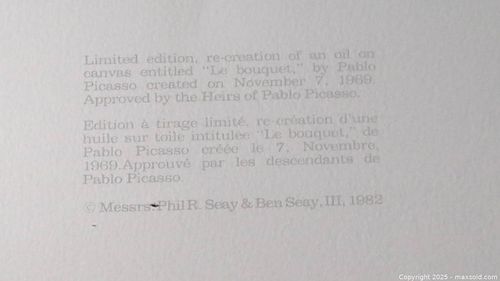 Limited edition, re-creation of an oil on
canvas entitled "Le bouquet," by Pablo
Picasso created on November 7, 1969.
Approved by the Heirs of Pablo Picasso.
Edition à tirage limité, re-création d'une
huile sur toile intitulée "Le bouquet," de
Pablo Picasso créée le 7, Novembre,
1969.Approuvé par les descendants de
Pablo Picasso.
© Messrs. Phil R. Seay & Ben Seay, III, 1982
Copyright 2025 - maxsold.com